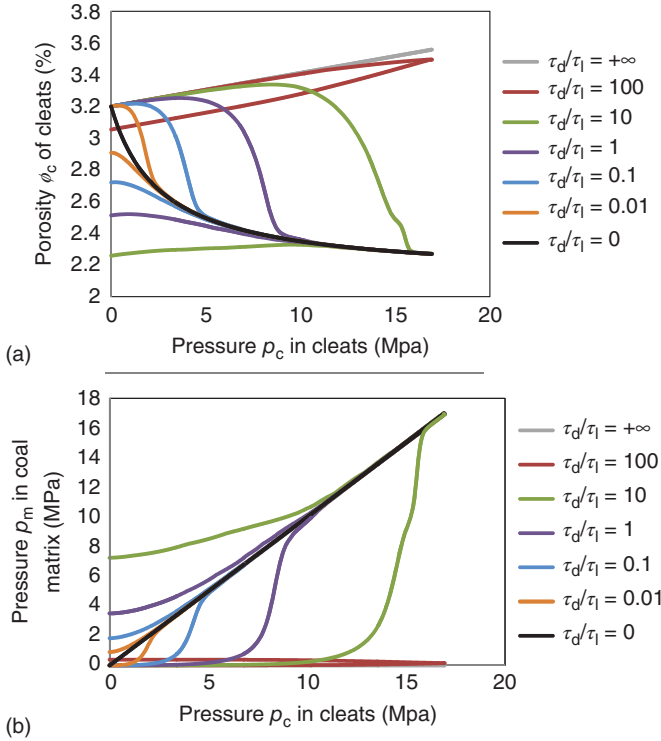 3.8
3.6
3.4
3.2
3
2.8
2.6
2.4
2.2
2
Porosity ϕc of cleats (%)
0 5 10 15 20
Pressure pc in cleats (Mpa)
τd/τl = +∞
τd/τl = 100
τd/τl = 10
τd/τl = 1
τd/τl = 0.1
τd/τl = 0.01
τd/τl = 0
(a)
18
16
14
12
10
8
6
4
2
0
Pressure pm in coal
matrix (MPa)
0 5 10 15 20
Pressure pc in cleats (Mpa)
τd/τl = +∞
τd/τl = 100
τd/τl = 10
τd/τl = 1
τd/τl = 0.1
τd/τl = 0.01
τd/τl = 0
(b)